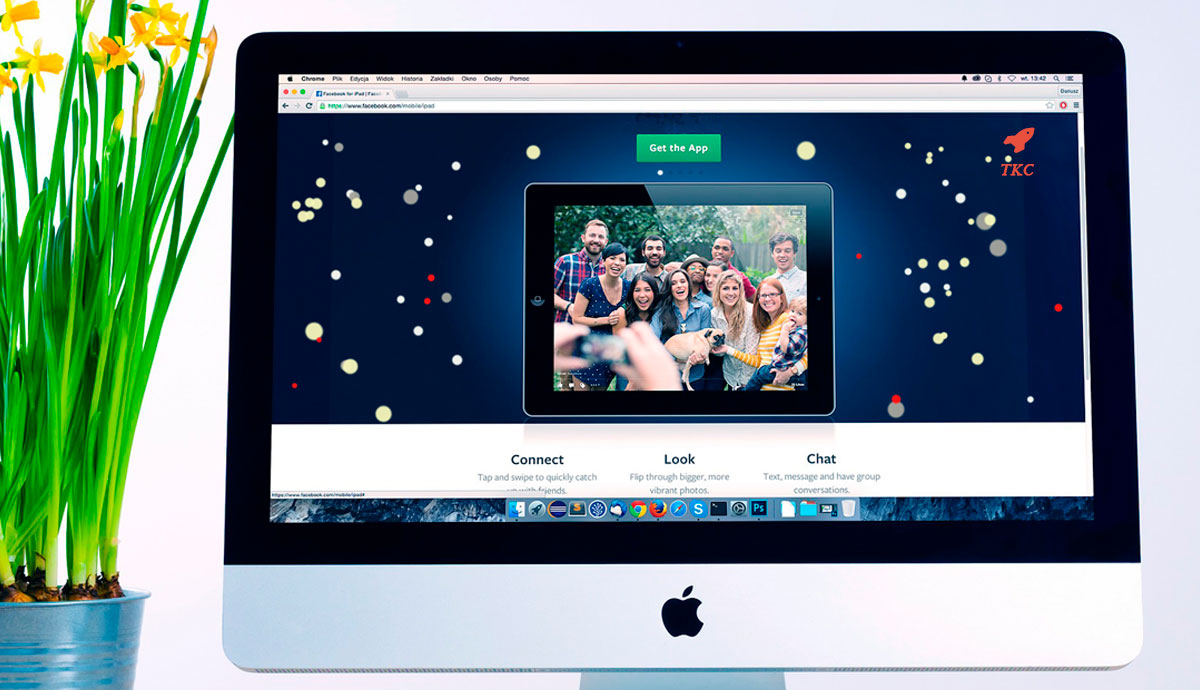 Chrome Plik Edycja Widok Historia Zakładki Okno Osoby Pomoc
wt. 13:42
Facebook for iPad | Faceb
Dariusz
https://www.facebook.com/mobile/ipad
Get the App
TKC
Connect
Look
Chat
Tap and swipe to quickly catch
up with friends.
Flip through bigger, more
vibrant photos.
Text, message and have group
conversations.
https://www.facebook.com/mobile/ipad#
S
Ps